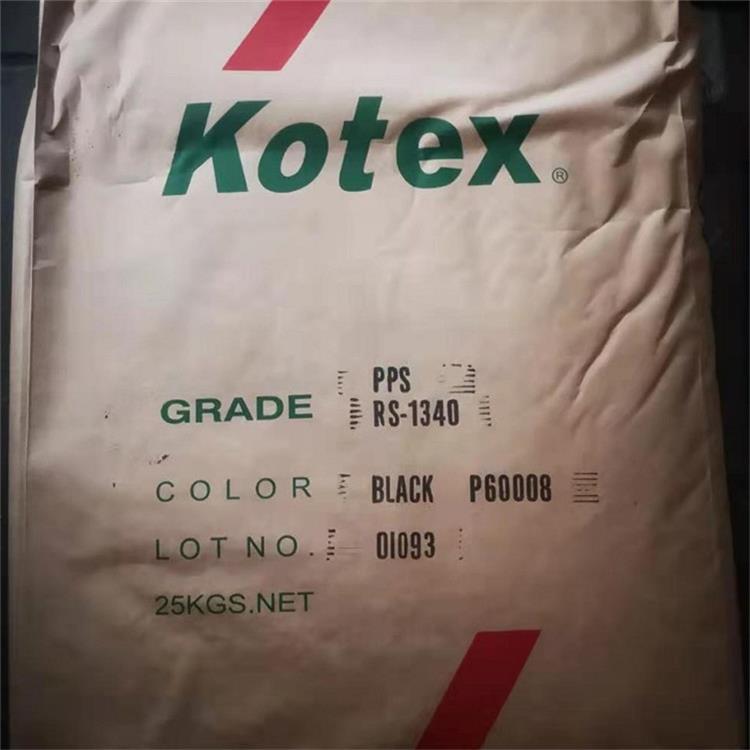 Kotex®
PPS
GRADE RS-1340
COLOR BLACK P60008
LOT NO. 01093
25KGS.NET